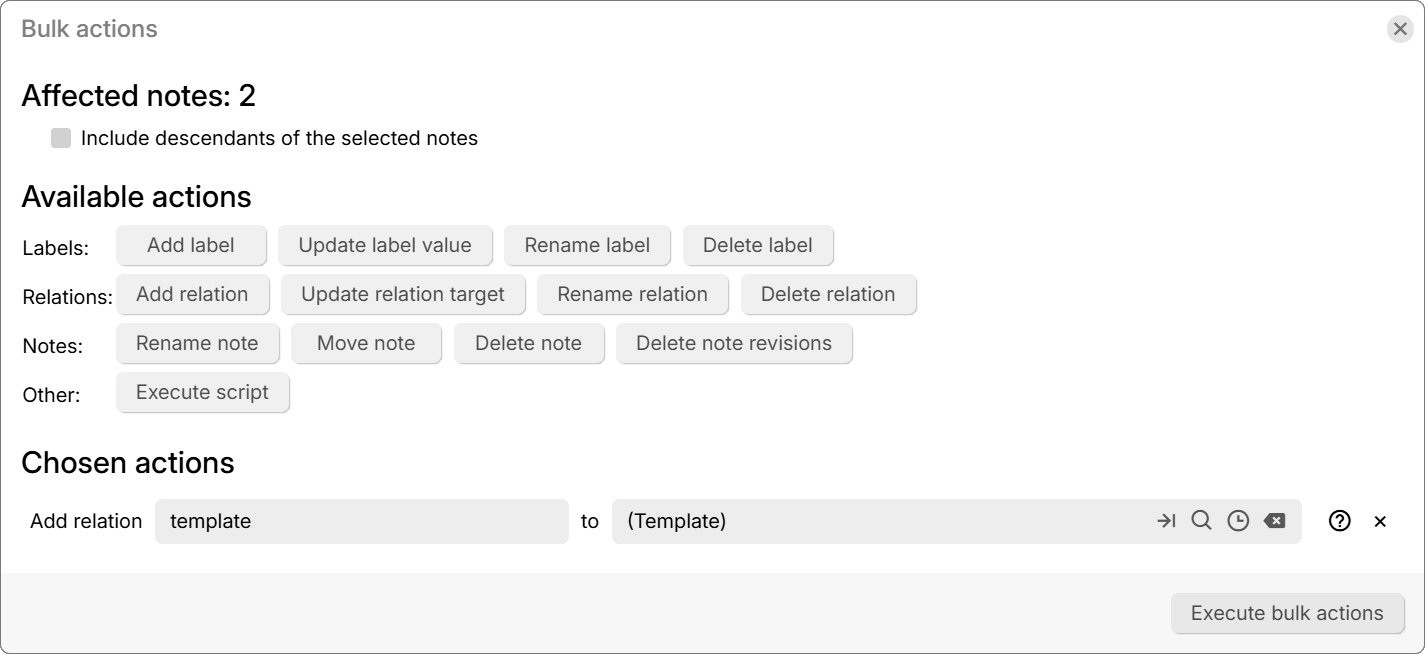 Bulk actions
Affected notes: 2
Include descendants of the selected notes
Available actions
Labels: Add label Update label value Rename label Delete label
Relations: Add relation Update relation target Rename relation Delete relation
Notes: Rename note Move note Delete note Delete note revisions
Other: Execute script
Chosen actions
Add relation template to (Template)
Execute bulk actions